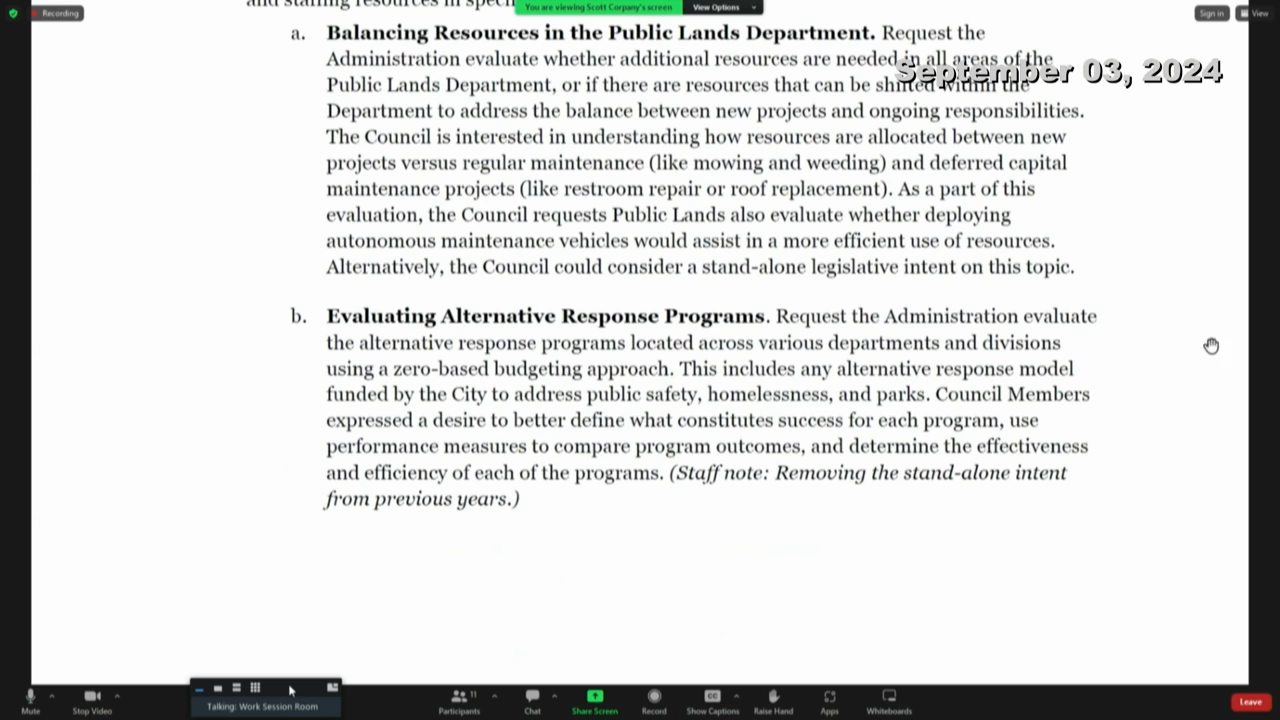 and staffing resources in speci
You are viewing Scott Corpany's screen
View Options
Recording
Sign in
View
September 03, 2024
a. Balancing Resources in the Public Lands Department. Request the
Administration evaluate whether additional resources are needed in all areas of the
Public Lands Department, or if there are resources that can be shifted within the
Department to address the balance between new projects and ongoing responsibilities.
The Council is interested in understanding how resources are allocated between new
projects versus regular maintenance (like mowing and weeding) and deferred capital
maintenance projects (like restroom repair or roof replacement). As a part of this
evaluation, the Council requests Public Lands also evaluate whether deploying
autonomous maintenance vehicles would assist in a more efficient use of resources.
Alternatively, the Council could consider a stand-alone legislative intent on this topic.
b. Evaluating Alternative Response Programs. Request the Administration evaluate
the alternative response programs located across various departments and divisions
using a zero-based budgeting approach. This includes any alternative response model
funded by the City to address public safety, homelessness, and parks. Council Members
expressed a desire to better define what constitutes success for each program, use
performance measures to compare program outcomes, and determine the effectiveness
and efficiency of each of the programs. (Staff note: Removing the stand-alone intent
from previous years.)
Talking: Work Session Room
Mute
Stop Video
Participants
11
Chat
Share Screen
Record
CC
Show Captions
Raise Hand
Apps
Whiteboards
Leave